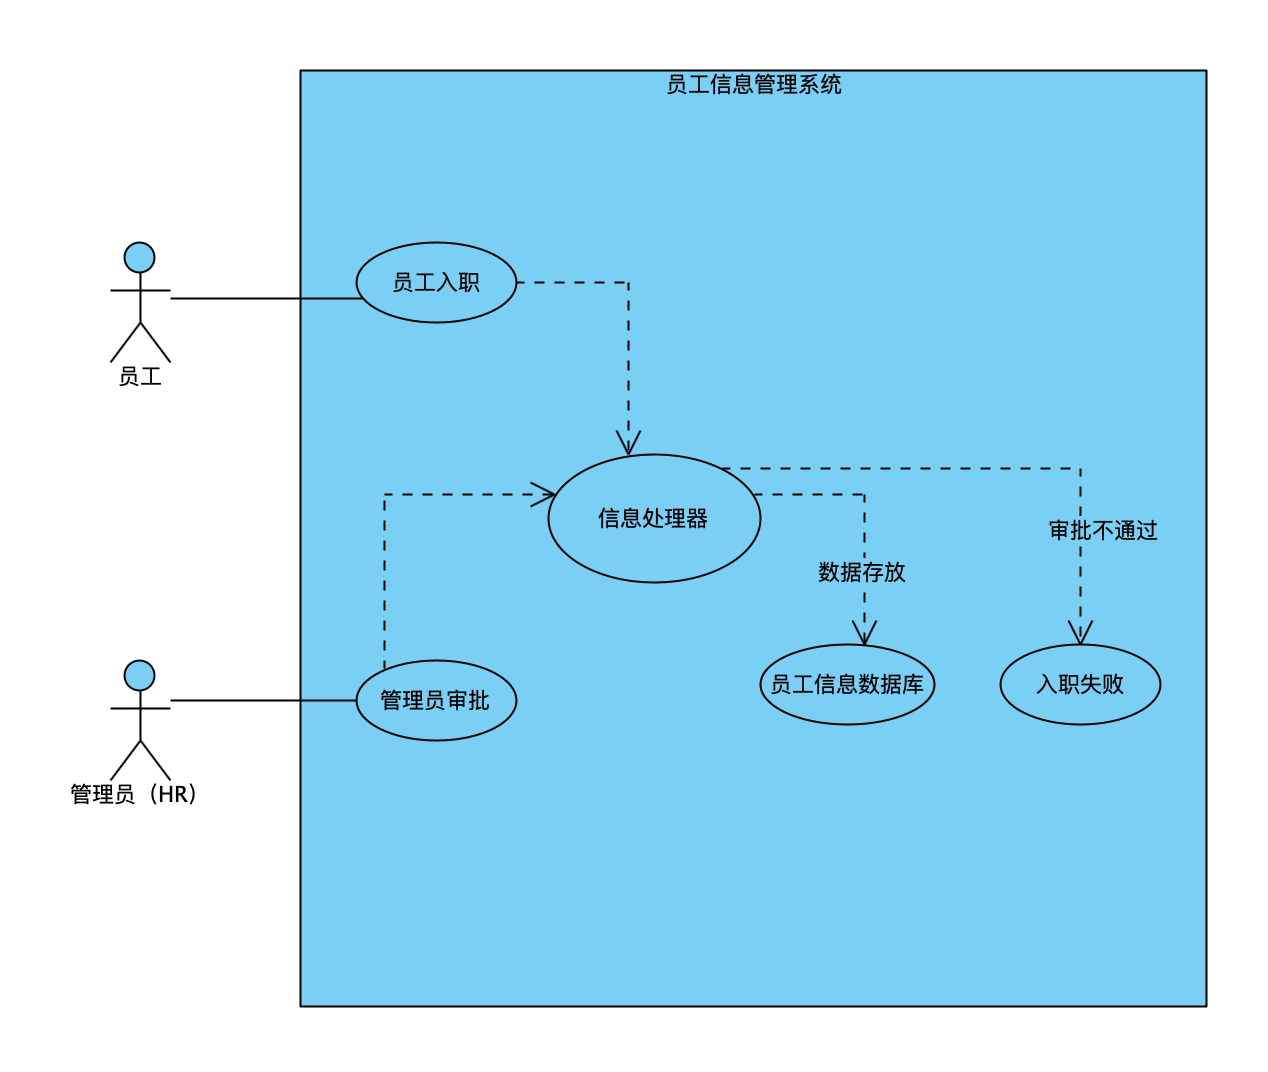 员工信息管理系统
员工入职
员工
信息处理器
审批不通过
数据存放
管理员审批
员工信息数据库
入职失败
管理员（HR）